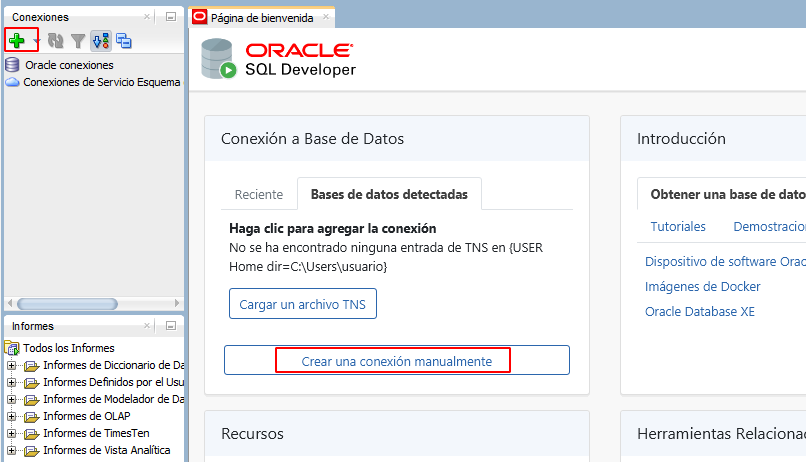 Conexiones
Oracle conexiones
Conexiones de Servicio Esquema
Informes
Todos los Informes
Informes de Diccionario de Da
Informes Definidos por el Usu
Informes de Modelador de Da
Informes de OLAP
Informes de TimesTen
Informes de Vista Analítica
Página de bienvenida
ORACLE
SQL Developer
Conexión a Base de Datos
Reciente
Bases de datos detectadas
Haga clic para agregar la conexión
No se ha encontrado ninguna entrada de TNS en {USER
Home dir=C:\Users\usuario}
Cargar un archivo TNS
Crear una conexión manualmente
Recursos
Introducción
Obtener una base de dato
Tutoriales
Demostracion
Dispositivo de software Orac
Imágenes de Docker
Oracle Database XE
Herramientas Relacionad